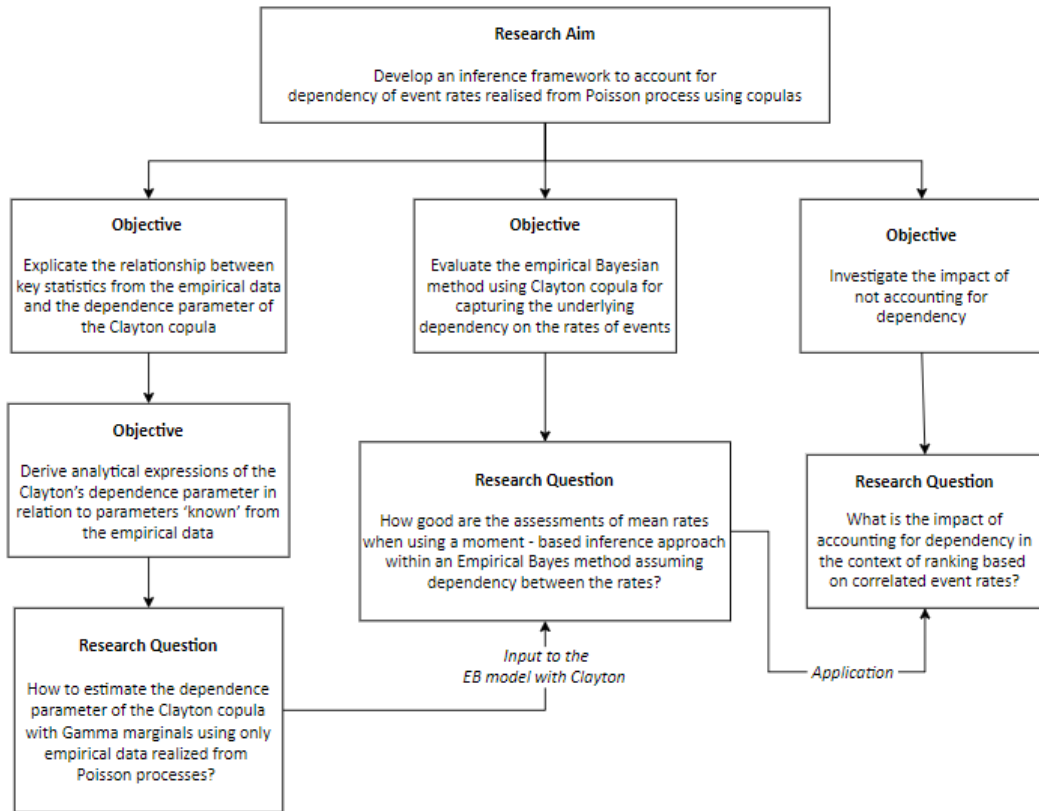 Research Aim
Develop an inference framework to account for
dependency of event rates realised from Poisson process using copulas
Objective
Explicate the relationship between
key statistics from the empirical data
and the dependence parameter of
the Clayton copula
Objective
Evaluate the empirical Bayesian
method using Clayton copula for
capturing the underlying
dependency on the rates of events
Objective
Investigate the impact of
not accounting for
dependency
Objective
Derive analytical expressions of the
Clayton's dependence parameter in
relation to parameters 'known' from
the empirical data
Research Question
How good are the assessments of mean rates
when using a moment - based inference approach
within an Empirical Bayes method assuming
dependency between the rates?
Research Question
What is the impact of
accounting for dependency in
the context of ranking based
on correlated event rates?
Research Question
How to estimate the dependence
parameter of the Clayton copula
with Gamma marginals using only
empirical data realized from
Poisson processes?
Input to the
EB model with Clayton
Application